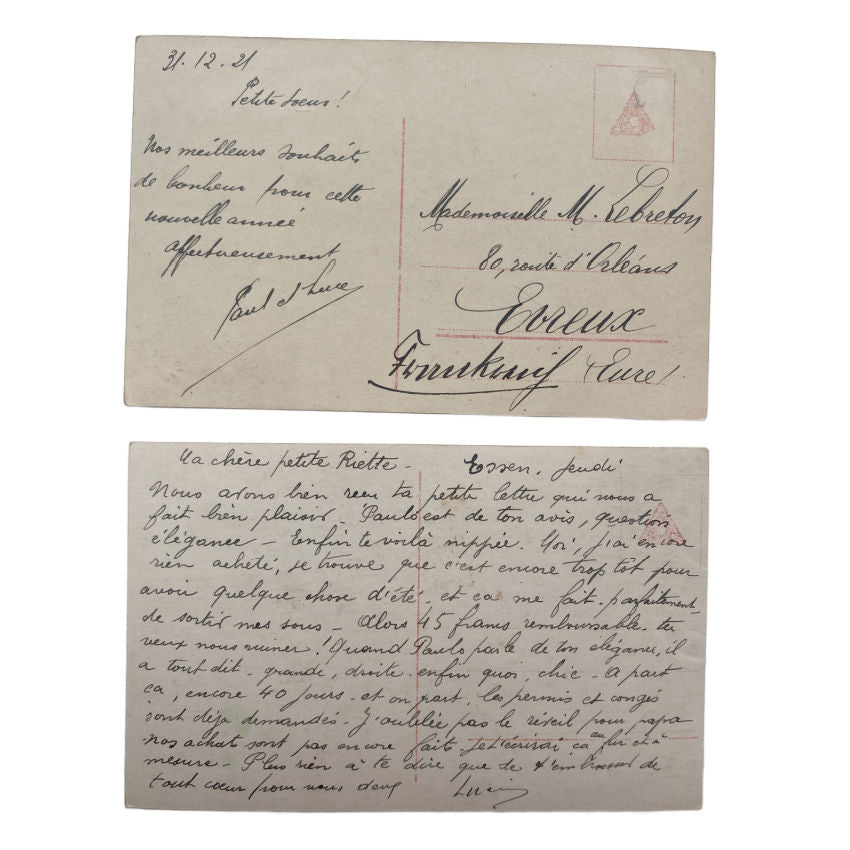 31.12.21
Petite soeur!
Nos meilleurs souhaits
de bonheur pour cette
nouvelle année
affectueusement
Paul et Luce
Mademoiselle M. Lebreton
80, route d'Orléans
Evreux
Frankreich (Eure)
Ma chère petite Riette -
Essen, Jeudi
Nous avons bien reçu ta petite lettre qui nous a
fait bien plaisir - Paulo est de ton avis, question
élégance - Enfin te voilà nippée. Moi, j'ai encore
rien acheté, je trouve que c'est encore trop tôt pour
avoir quelque chose d'été, et ça me fait parfaitement
de sortir mes sous - Alors 45 francs remboursable - tu
veux nous ruiner! Quand Paulo parle de ton élégance, il
a tout dit - grande, droite enfin quoi, chic - A part
ça, encore 40 jours - et on part, les permis et congés
sont déja demandés - J'oublie pas le réveil pour papa
nos achat sont pas encore fait - Je t'écrirai ça au fur et à
mesure - Plus rien à te dire que de t'embrasser de
tout coeur pour nous deux